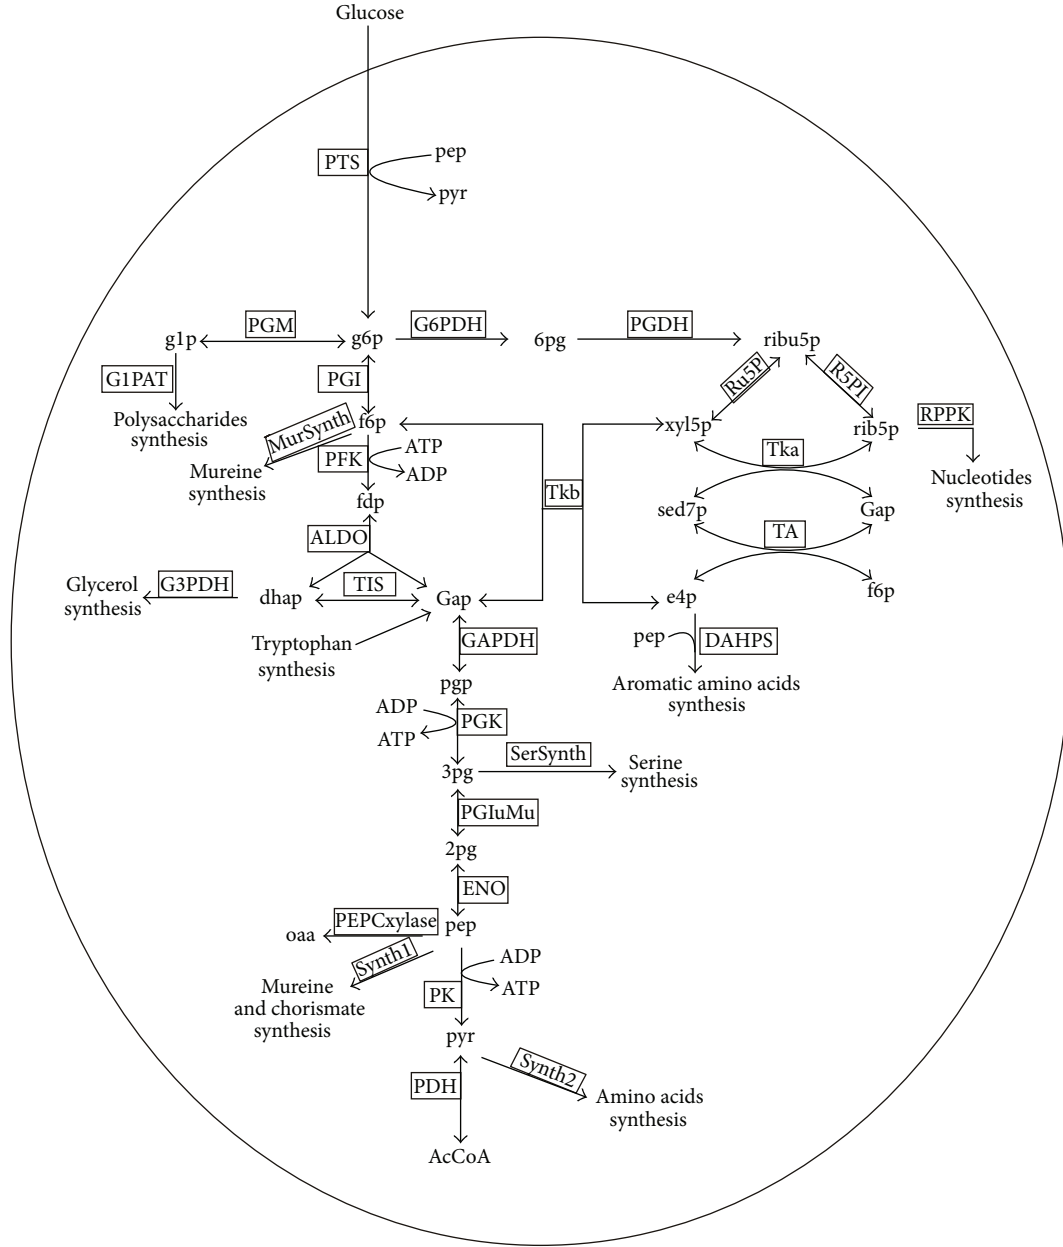 Glucose
PTS
pep
pyr
g1p
PGM
g6p
G6PDH
6pg
PGDH
ribu5p
G1PAT
PGI
Ru5P
R5PI
Polysaccharides
synthesis
MurSynth
f6p
xyl5p
rib5p
RPPK
Mureine
synthesis
PFK
ATP
ADP
Tka
Nucleotides
synthesis
fdp
Tkb
sed7p
Gap
ALDO
TA
Glycerol
synthesis
G3PDH
dhap
TIS
Gap
e4p
f6p
Tryptophan
synthesis
GAPDH
pep
DAHPS
pgp
Aromatic amino acids
synthesis
ADP
ATP
PGK
3pg
SerSynth
Serine
synthesis
PGIuMu
2pg
ENO
oaa
PEPCxylase
pep
Synth1
Mureine
and chorismate
synthesis
ADP
ATP
PK
pyr
PDH
Synth2
Amino acids
synthesis
AcCoA